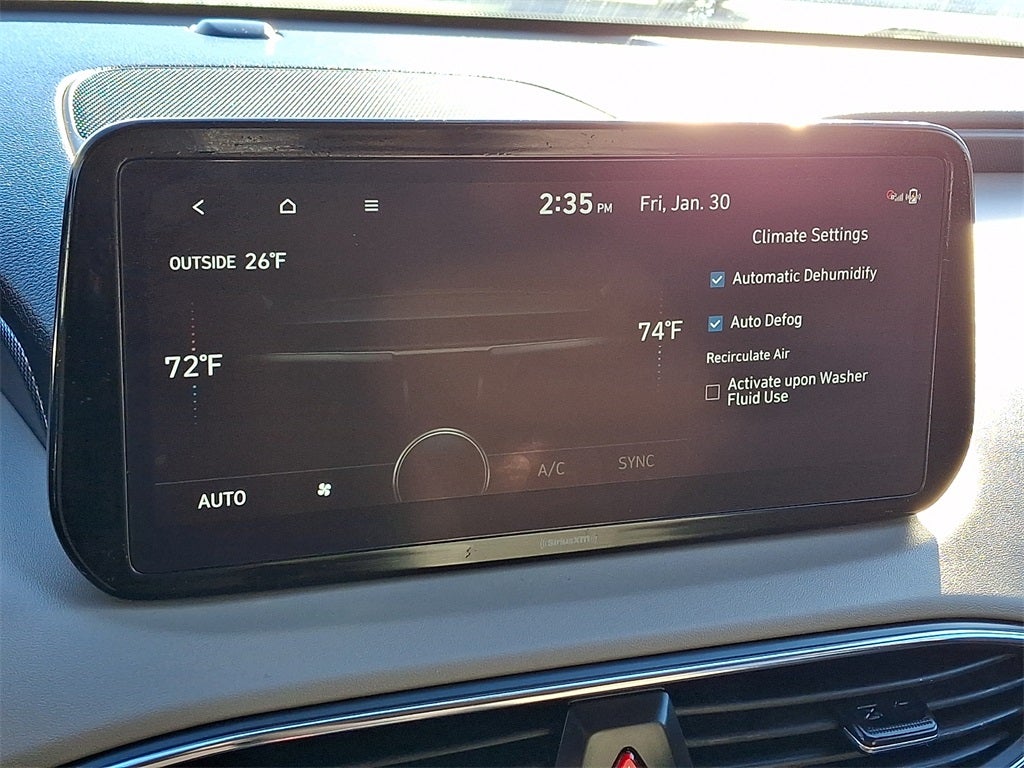 2:35 PM Fri, Jan. 30
OUTSIDE 26°F
72°F
74°F
Climate Settings
Automatic Dehumidify
Auto Defog
Recirculate Air
Activate upon Washer
Fluid Use
AUTO
A/C
SYNC
SiriusXM